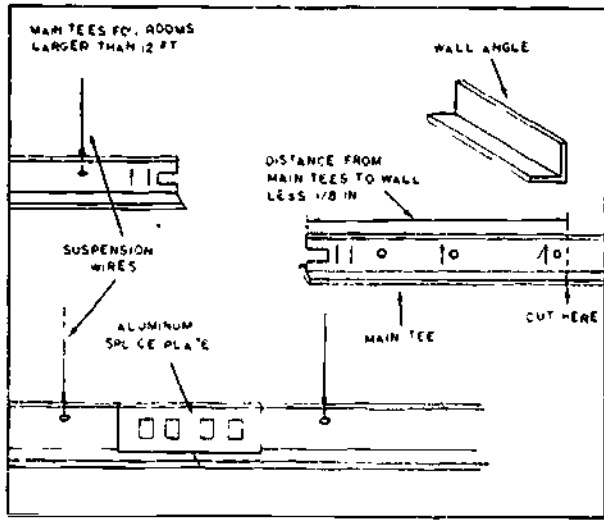 MAIN TEES FOR ROOMS
LARGER THAN 12 FT
WALL ANGLE
DISTANCE FROM
MAIN TEES TO WALL
LESS 1/8 IN
SUSPENSION
WIRES
ALUMINUM
SPLICE PLATE
MAIN TEE
CUT HERE